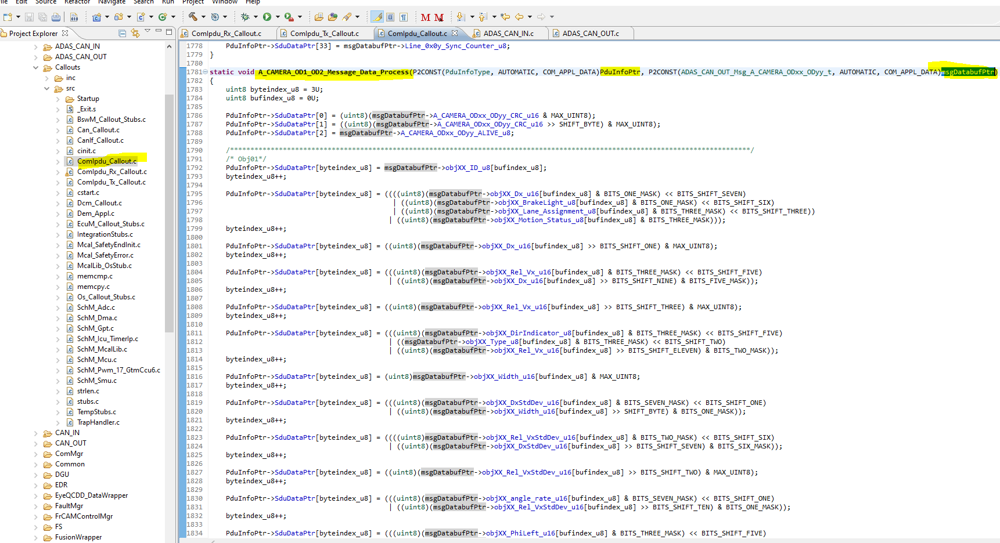 File Edit Source Refactor Navigate Search Run Project Window Help
Project Explorer
ComIpdu_Rx_Callout.c ComIpdu_Tx_Callout.c ComIpdu_Callout.c ADAS_CAN_IN.c ADAS_CAN_OUT.c
ADAS_CAN_IN
ADAS_CAN_OUT
Callouts
inc
src
Startup
_Exit.s
BswM_Callout_Stubs.c
Can_Callout.c
CanIf_Callout.c
cinit.c
ComIpdu_Callout.c
ComIpdu_Rx_Callout.c
ComIpdu_Tx_Callout.c
cstart.c
Dcm_Callout.c
Dem_Appl.c
EcuM_Callout_Stubs.c
IntegrationStubs.c
Mcal_SafetyEndInit.c
Mcal_SafetyError.c
McalLib_OsStub.c
memcmp.c
memcpy.c
Os_Callout_Stubs.c
SchM_Adc.c
SchM_Dma.c
SchM_Gpt.c
SchM_Icu_TimerIp.c
SchM_McalLib.c
SchM_Mcu.c
SchM_Pwm_17_GtmCcu6.c
SchM_Smu.c
strlen.c
stubs.c
TempStubs.c
TrapHandler.c
CAN_IN
CAN_OUT
ComMgr
Common
DGU
EDR
EyeQCDD_DataWrapper
FaultMgr
FrCAMControlMgr
FS
FusionWrapper
1778 PduInfoPtr->SduDataPtr[33] = msgDatabufPtr->Line_0x0y_Sync_Counter_u8;
1779 }
1780
1781 static void A_CAMERA_OD1_OD2_Message_Data_Process(P2CONST(PduInfoType, AUTOMATIC, COM_APPL_DATA)PduInfoPtr, P2CONST(ADAS_CAN_OUT_Msg_A_CAMERA_ODxx_ODyy_t, AUTOMATIC, COM_APPL_DATA)msgDatabufPtr)
1782 {
1783 uint8 byteindex_u8 = 3U;
1784 uint8 bufindex_u8 = 0U;
1785
1786 PduInfoPtr->SduDataPtr[0] = (uint8)(msgDatabufPtr->A_CAMERA_ODxx_ODyy_CRC_u16 & MAX_UINT8);
1787 PduInfoPtr->SduDataPtr[1] = ((uint8)(msgDatabufPtr->A_CAMERA_ODxx_ODyy_CRC_u16 >> SHIFT_BYTE) & MAX_UINT8);
1788 PduInfoPtr->SduDataPtr[2] = msgDatabufPtr->A_CAMERA_ODxx_ODyy_ALIVE_u8;
1789
1790 /********************************************************************************************************************************/
1791 /* Obj01*/
1792 PduInfoPtr->SduDataPtr[byteindex_u8] = msgDatabufPtr->objXX_ID_u8[bufindex_u8];
1793 byteindex_u8++;
1794
1795 PduInfoPtr->SduDataPtr[byteindex_u8] = ((((uint8)(msgDatabufPtr->objXX_Dx_u16[bufindex_u8] & BITS_ONE_MASK) << BITS_SHIFT_SEVEN)
1796 | ((uint8)(msgDatabufPtr->objXX_BrakeLight_u8[bufindex_u8] & BITS_ONE_MASK) << BITS_SHIFT_SIX)
1797 | ((uint8)(msgDatabufPtr->objXX_Lane_Assignment_u8[bufindex_u8] & BITS_THREE_MASK) << BITS_SHIFT_THREE))
1798 | ((uint8)(msgDatabufPtr->objXX_Motion_Status_u8[bufindex_u8] & BITS_THREE_MASK)));
1799 byteindex_u8++;
1800
1801 PduInfoPtr->SduDataPtr[byteindex_u8] = ((uint8)(msgDatabufPtr->objXX_Dx_u16[bufindex_u8] >> BITS_SHIFT_ONE) & MAX_UINT8);
1802 byteindex_u8++;
1803
1804 PduInfoPtr->SduDataPtr[byteindex_u8] = (((uint8)(msgDatabufPtr->objXX_Rel_Vx_u16[bufindex_u8] & BITS_THREE_MASK) << BITS_SHIFT_FIVE)
1805 | ((uint8)(msgDatabufPtr->objXX_Dx_u16[bufindex_u8] >> BITS_SHIFT_NINE) & BITS_FIVE_MASK));
1806 byteindex_u8++;
1807
1808 PduInfoPtr->SduDataPtr[byteindex_u8] = ((uint8)(msgDatabufPtr->objXX_Rel_Vx_u16[bufindex_u8] >> BITS_SHIFT_THREE) & MAX_UINT8);
1809 byteindex_u8++;
1810
1811 PduInfoPtr->SduDataPtr[byteindex_u8] = (((uint8)(msgDatabufPtr->objXX_DirIndicator_u8[bufindex_u8] & BITS_THREE_MASK) << BITS_SHIFT_FIVE)
1812 | ((msgDatabufPtr->objXX_Type_u8[bufindex_u8] & BITS_THREE_MASK) << BITS_SHIFT_TWO)
1813 | ((uint8)(msgDatabufPtr->objXX_Rel_Vx_u16[bufindex_u8] >> BITS_SHIFT_ELEVEN) & BITS_TWO_MASK));
1814 byteindex_u8++;
1815
1816 PduInfoPtr->SduDataPtr[byteindex_u8] = (uint8)msgDatabufPtr->objXX_Width_u16[bufindex_u8] & MAX_UINT8;
1817 byteindex_u8++;
1818
1819 PduInfoPtr->SduDataPtr[byteindex_u8] = (((uint8)(msgDatabufPtr->objXX_DxStdDev_u16[bufindex_u8] & BITS_SEVEN_MASK) << BITS_SHIFT_ONE)
1820 | ((uint8)(msgDatabufPtr->objXX_Width_u16[bufindex_u8] >> SHIFT_BYTE) & BITS_ONE_MASK));
1821 byteindex_u8++;
1822
1823 PduInfoPtr->SduDataPtr[byteindex_u8] = ((((uint8)msgDatabufPtr->objXX_Rel_VxStdDev_u16[bufindex_u8] & BITS_TWO_MASK) << BITS_SHIFT_SIX)
1824 | ((uint8)(msgDatabufPtr->objXX_DxStdDev_u16[bufindex_u8] >> BITS_SHIFT_SEVEN) & BITS_SIX_MASK));
1825 byteindex_u8++;
1826
1827 PduInfoPtr->SduDataPtr[byteindex_u8] = ((uint8)(msgDatabufPtr->objXX_Rel_VxStdDev_u16[bufindex_u8] >> BITS_SHIFT_TWO) & MAX_UINT8);
1828 byteindex_u8++;
1829
1830 PduInfoPtr->SduDataPtr[byteindex_u8] = (((uint8)(msgDatabufPtr->objXX_angle_rate_u16[bufindex_u8] & BITS_SEVEN_MASK) << BITS_SHIFT_ONE)
1831 | ((uint8)(msgDatabufPtr->objXX_Rel_VxStdDev_u16[bufindex_u8] >> BITS_SHIFT_TEN) & BITS_ONE_MASK));
1832 byteindex_u8++;
1833
1834 PduInfoPtr->SduDataPtr[byteindex_u8] = (((uint8)(msgDatabufPtr->objXX_PhiLeft_u16[bufindex_u8] & BITS_THREE_MASK) << BITS_SHIFT_FIVE)